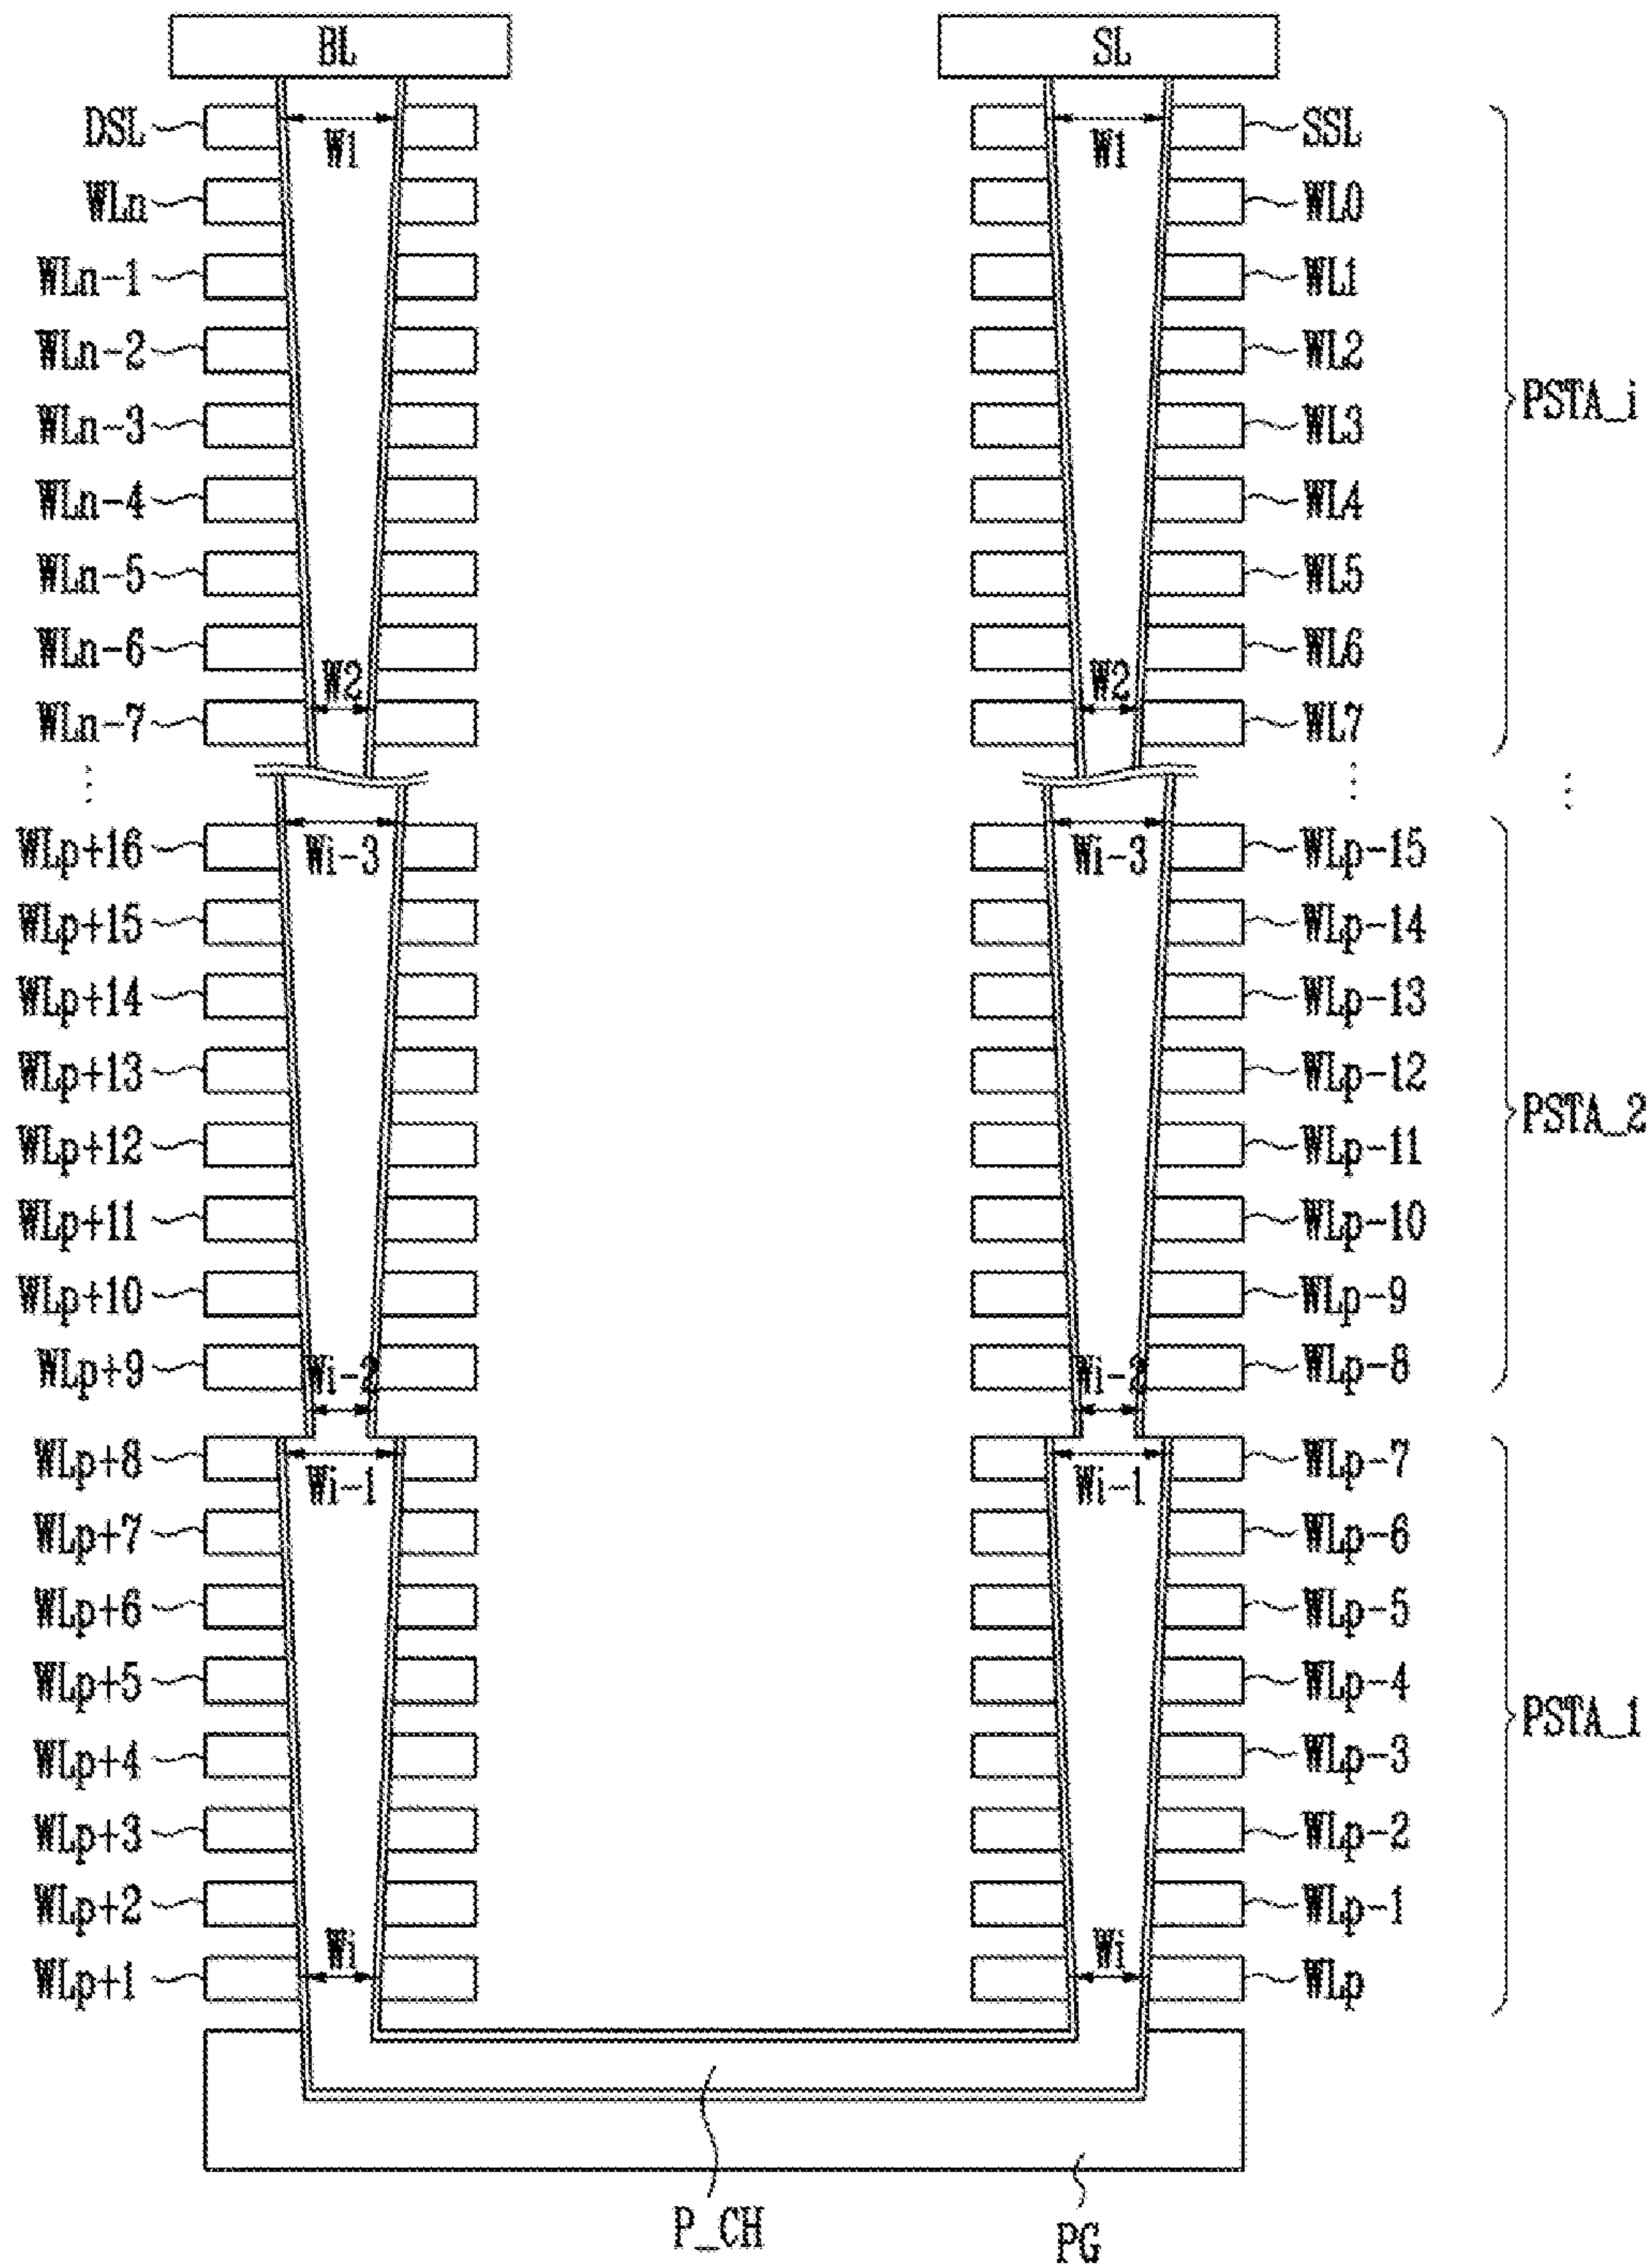 BL SL
DSL W1 W1 SSL
WLn WL0
WLn-1 WL1
WLn-2 WL2
WLn-3 WL3 PSTA_i
WLn-4 WL4
WLn-5 WL5
WLn-6 WL6
W2 W2
WLn-7 WL7
WLp+16 Wi-3 Wi-3 WLp-15
WLp+15 WLp-14
WLp+14 WLp-13
WLp+13 WLp-12
PSTA_2
WLp+12 WLp-11
WLp+11 WLp-10
WLp+10 WLp-9
WLp+9 Wi-2 Wi-2 WLp-8
WLp+8 Wi-1 Wi-1 WLp-7
WLp+7 WLp-6
WLp+6 WLp-5
WLp+5 WLp-4
PSTA_1
WLp+4 WLp-3
WLp+3 WLp-2
WLp+2 WLp-1
Wi Wi
WLp+1 WLp
P_CH
PG